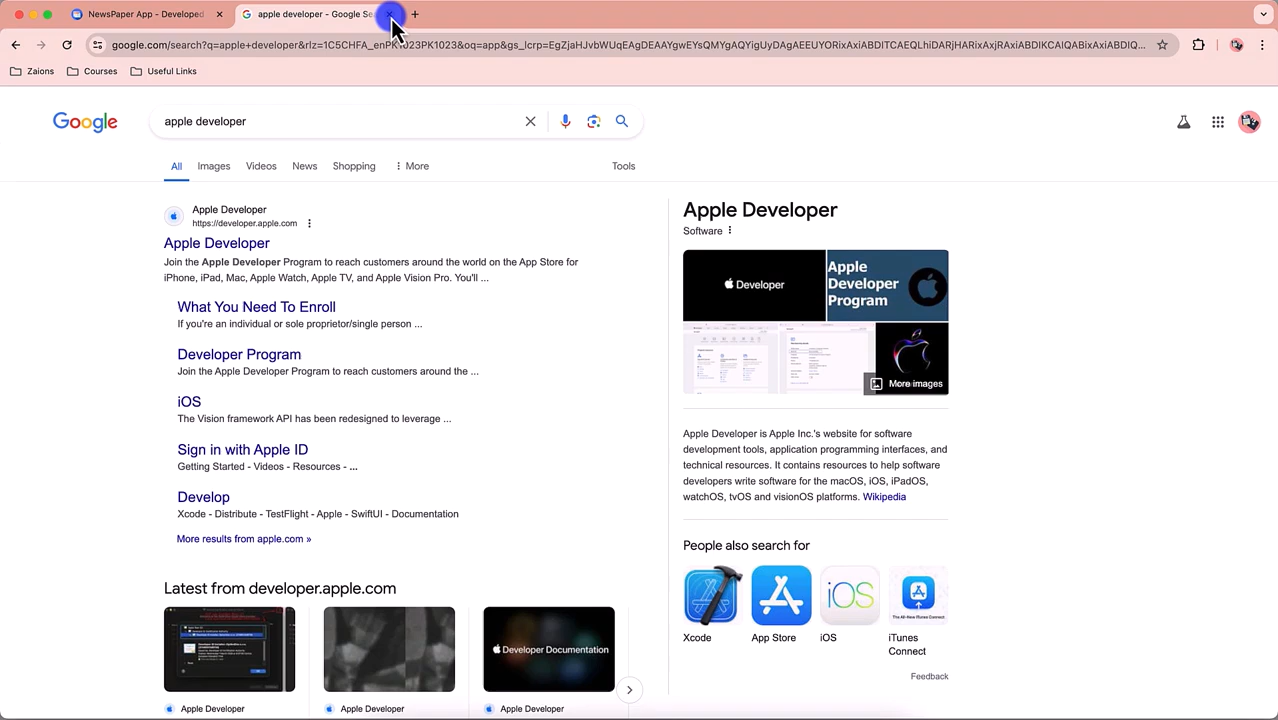 NewsPaper App - Developed
apple developer - Google Se
google.com/search?q=apple+developer&rlz=1C5CHFA_enPK1023PK1023&oq=app&gs_lcrp=EgZjaHJvbWUqEAgDEAAYgwEYsQMYgAQYigUyDAgAEEUYORixAxiABDITCAEQLhiDARjHARixAxjRAxiABDIKCAIQABixAxiABDIQ...
Zaions
Courses
Useful Links
Google
apple developer
All
Images
Videos
News
Shopping
More
Tools
Apple Developer
https://developer.apple.com
Apple Developer
Join the Apple Developer Program to reach customers around the world on the App Store for
iPhone, iPad, Mac, Apple Watch, Apple TV, and Apple Vision Pro. You'll ...
What You Need To Enroll
If you're an individual or sole proprietor/single person ...
Developer Program
Join the Apple Developer Program to reach customers around the ...
iOS
The Vision framework API has been redesigned to leverage ...
Sign in with Apple ID
Getting Started - Videos - Resources - ...
Develop
Xcode - Distribute - TestFlight - Apple - SwiftUI - Documentation
More results from apple.com »
Latest from developer.apple.com
Developer Documentation
Apple Developer
Apple Developer
Apple Developer
Apple Developer
Software
Developer
Apple
Developer
Program
More images
Apple Developer is Apple Inc.'s website for software
development tools, application programming interfaces, and
technical resources. It contains resources to help software
developers write software for the macOS, iOS, iPadOS,
watchOS, tvOS and visionOS platforms. Wikipedia
People also search for
iOS
Xcode
App Store
iOS
iTunes
Connect
Feedback